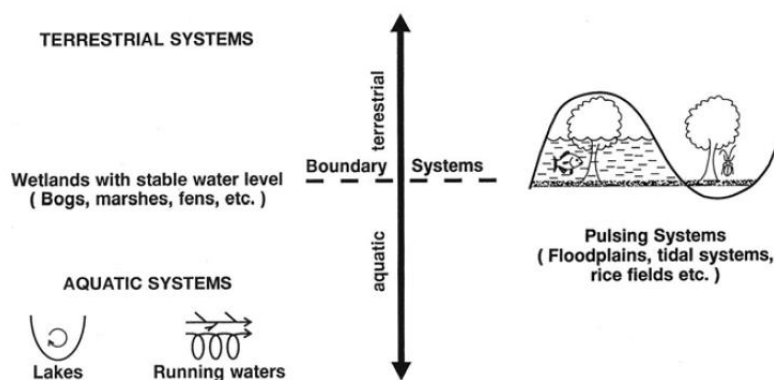 TERRESTRIAL SYSTEMS
terrestrial
Boundary Systems
Wetlands with stable water level
( Bogs, marshes, fens, etc. )
Pulsing Systems
( Floodplains, tidal systems,
rice fields etc. )
aquatic
AQUATIC SYSTEMS
Lakes
Running waters